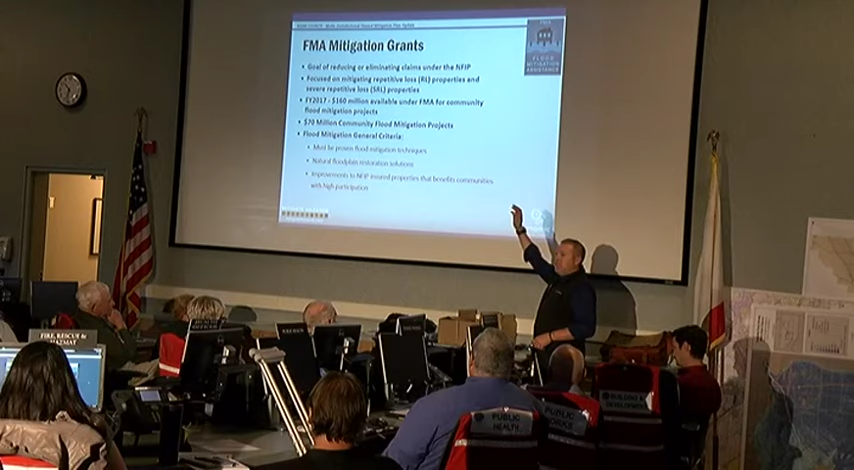 FMA Mitigation Grants
FMA
FLOOD
MITIGATION
ASSISTANCE
• Goal of reducing or eliminating claims under the NFIP
• Focused on mitigating repetitive loss (RL) properties and
severe repetitive loss (SRL) properties
• FY2017 - $160 million available under FMA for community
flood mitigation projects
• $70 Million Community Flood Mitigation Projects
• Flood Mitigation General Criteria:
• Must be proven flood mitigation techniques
• Natural floodplain restoration solutions
• Improvements to NFIP insured properties that benefits communities
with high participation
FIRE, RESCUE &
HAZMAT
PUBLIC
HEALTH
PUBLIC
WORKS
BUILDING &
DEVELOPMENT